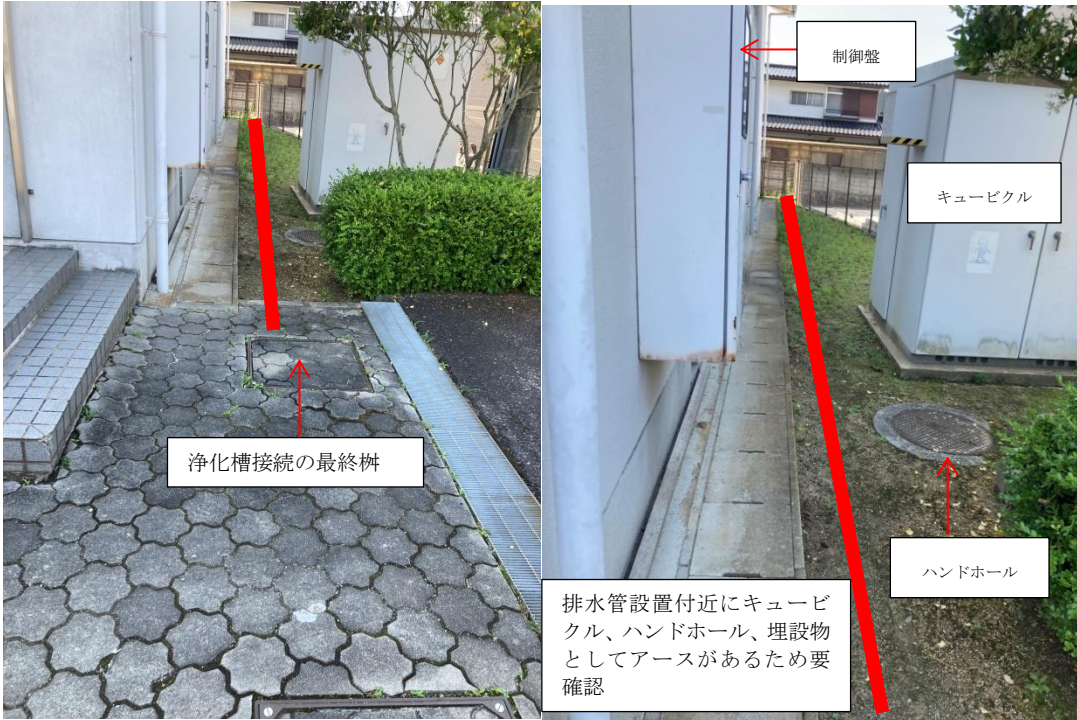 浄化槽接続の最終桝
制御盤
キュービクル
ハンドホール
排水管設置付近にキュービ
クル、ハンドホール、埋設物
としてアースがあるため要
確認